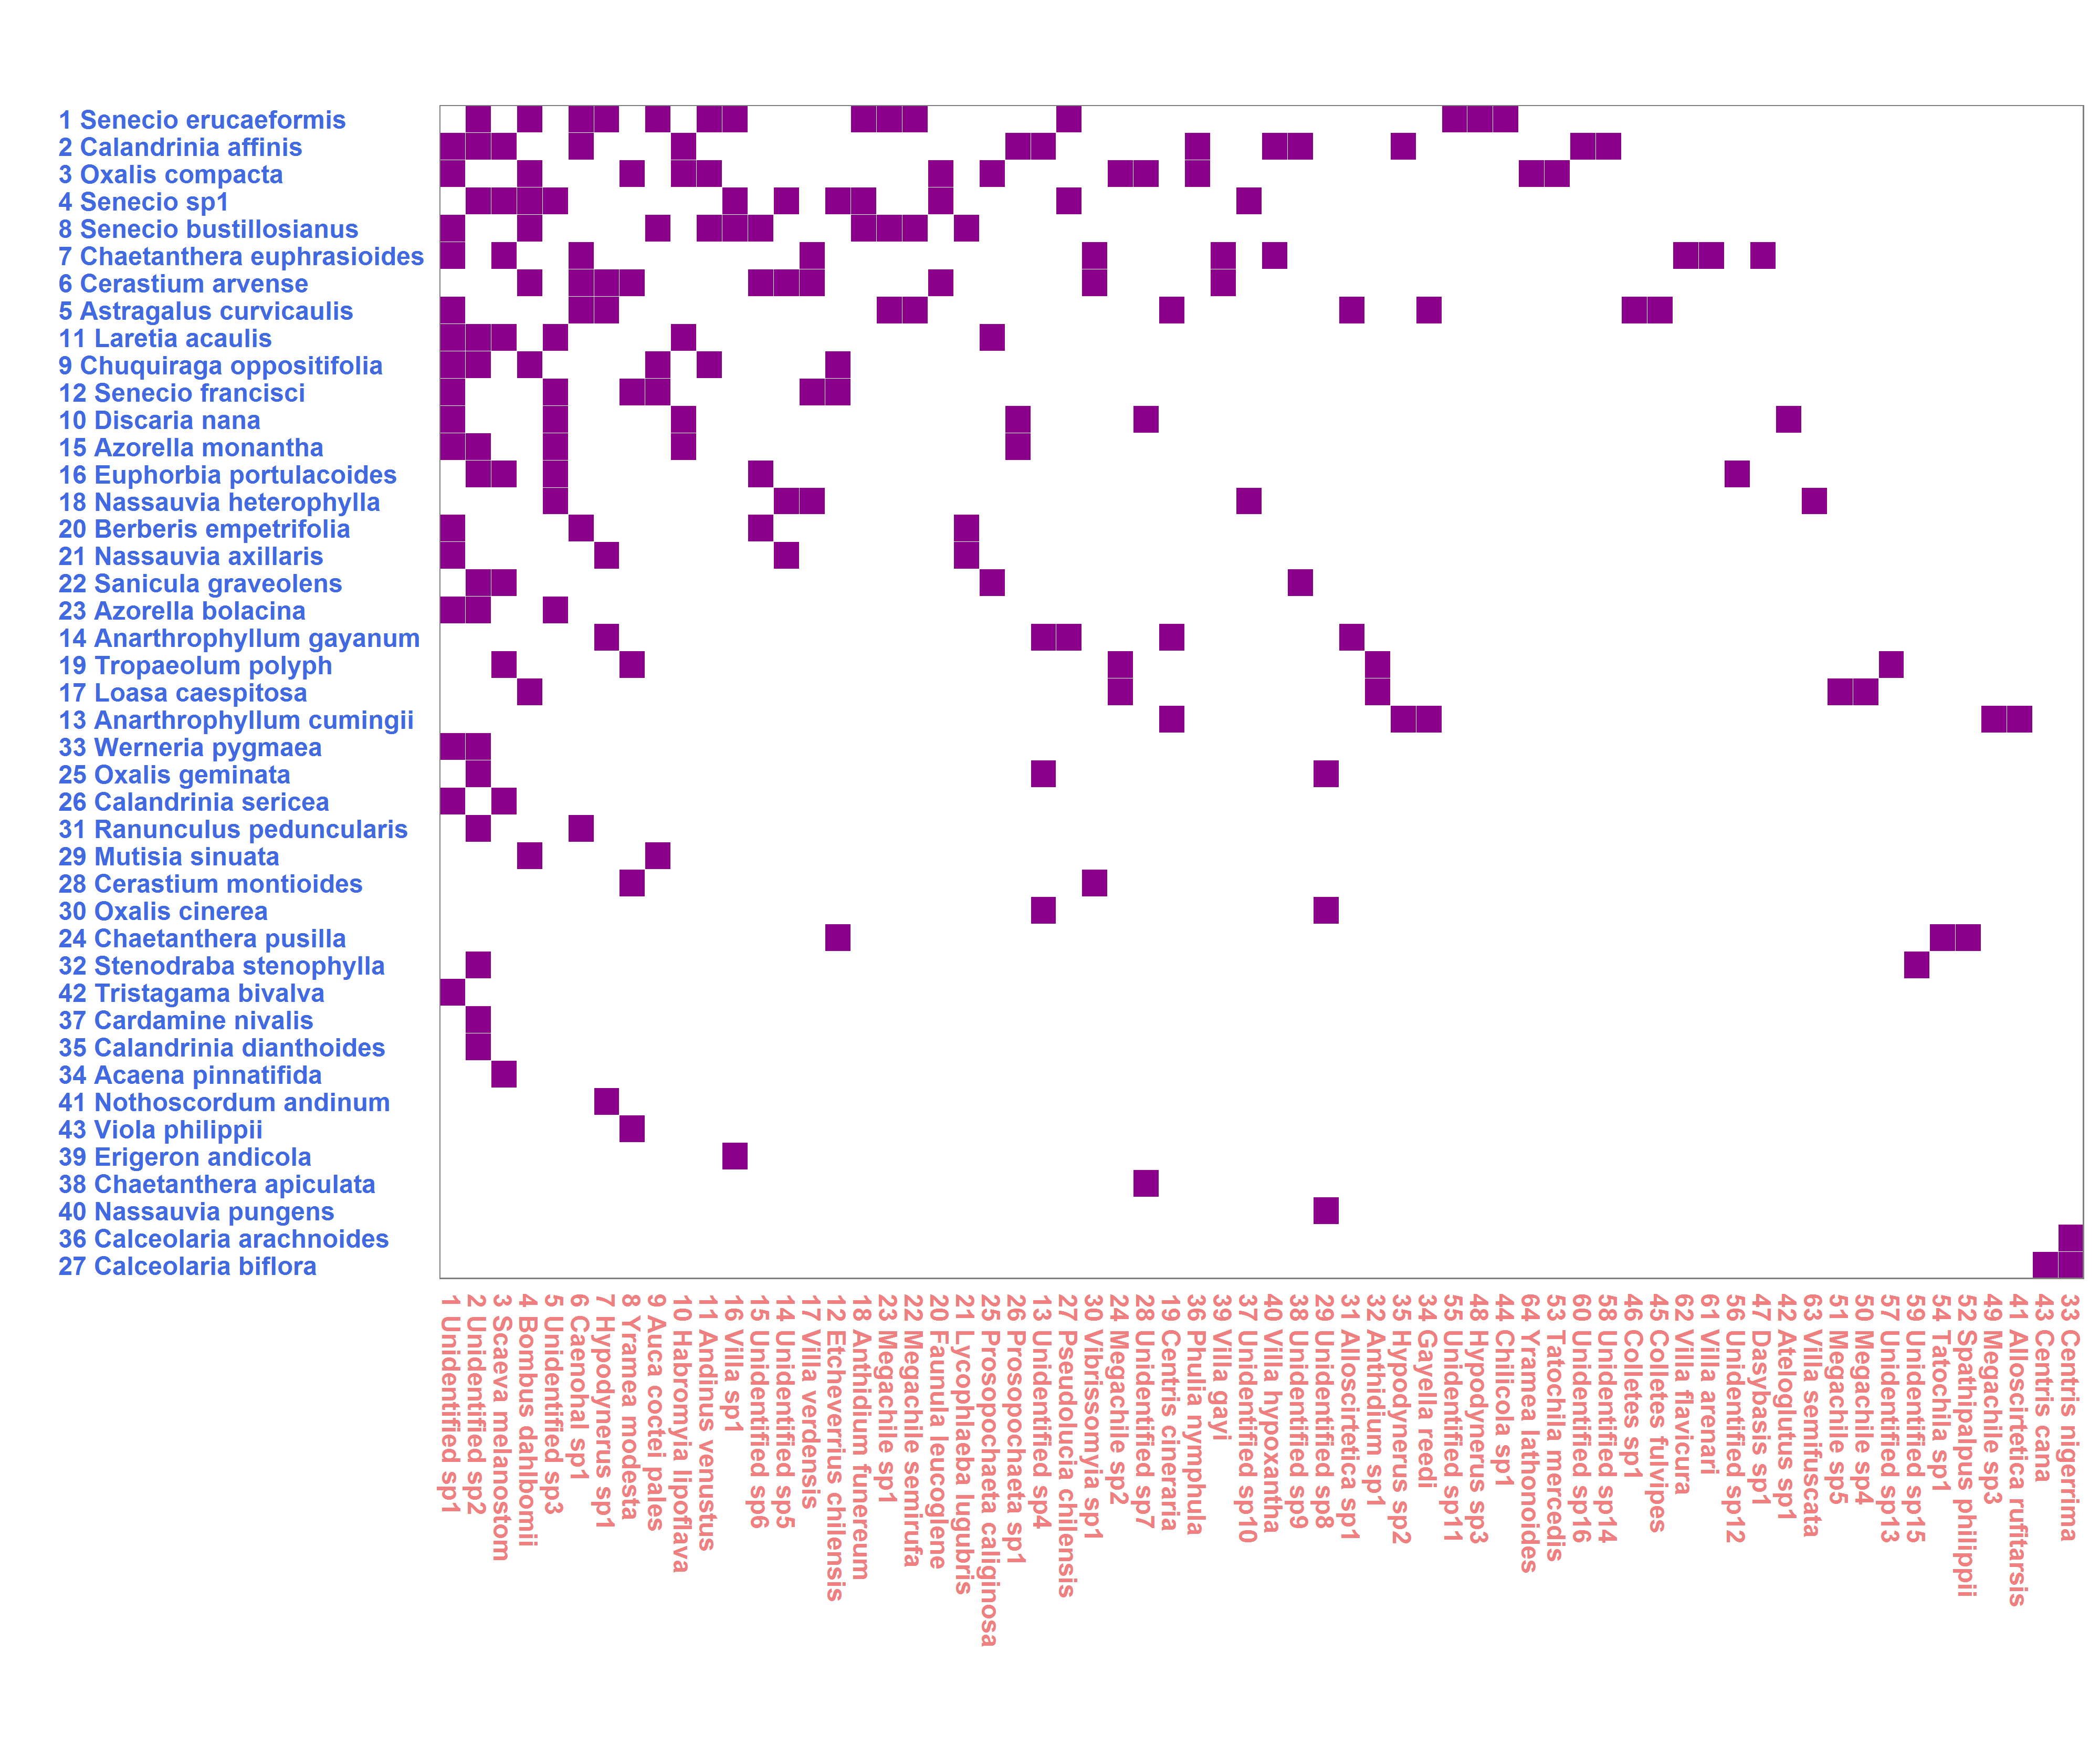 1 Senecio erucaeformis
2 Calandrinia affinis
3 Oxalis compacta
4 Senecio sp1
8 Senecio bustillosianus
7 Chaetanthera euphrasioides
6 Cerastium arvense
5 Astragalus curvicaulis
11 Laretia acaulis
9 Chuquiraga oppositifolia
12 Senecio francisci
10 Discaria nana
15 Azorella monantha
16 Euphorbia portulacoides
18 Nassauvia heterophylla
20 Berberis empetrifolia
21 Nassauvia axillaris
22 Sanicula graveolens
23 Azorella bolacina
14 Anarthrophyllum gayanum
19 Tropaeolum polyph
17 Loasa caespitosa
13 Anarthrophyllum cumingii
33 Werneria pygmaea
25 Oxalis geminata
26 Calandrinia sericea
31 Ranunculus peduncularis
29 Mutisia sinuata
28 Cerastium montioides
30 Oxalis cinerea
24 Chaetanthera pusilla
32 Stenodraba stenophylla
42 Tristagama bivalva
37 Cardamine nivalis
35 Calandrinia dianthoides
34 Acaena pinnatifida
41 Nothoscordum andinum
43 Viola philippii
39 Erigeron andicola
38 Chaetanthera apiculata
40 Nassauvia pungens
36 Calceolaria arachnoides
27 Calceolaria biflora
1 Unidentified sp1
2 Unidentified sp2
3 Scaeva melanostom
4 Bombus dahlbomii
5 Unidentified sp3
6 Caenohal sp1
7 Hypodynerus sp1
8 Yramea modesta
9 Auca coctei pales
10 Habromyia lipoflava
11 Andinus venustus
16 Villa sp1
15 Unidentified sp6
14 Unidentified sp5
17 Villa verdensis
12 Etcheverrius chilensis
18 Anthidium funereum
23 Megachile sp1
22 Megachile semirufa
20 Faunula leucoglene
21 Lycophlaeba lugubris
25 Prosopochaeta caliginosa
26 Prosopochaeta sp1
13 Unidentified sp4
27 Pseudolucia chilensis
30 Vibrissomyia sp1
24 Megachile sp2
28 Unidentified sp7
19 Centris cineraria
36 Phulia nymphula
39 Villa gayi
37 Unidentified sp10
40 Villa hypoxantha
38 Unidentified sp9
29 Unidentified sp8
31 Alloscirtetica sp1
32 Anthidium sp1
35 Hypodynerus sp2
34 Gayella reedi
55 Unidentified sp11
48 Hypodynerus sp3
44 Chilicola sp1
64 Yramea lathonoides
53 Tatochila mercedis
60 Unidentified sp16
58 Unidentified sp14
46 Colletes sp1
45 Colletes fulvipes
62 Villa flavicura
61 Villa arenari
56 Unidentified sp12
47 Dasybasis sp1
42 Ateloglutus sp1
63 Villa semifuscata
51 Megachile sp5
50 Megachile sp4
57 Unidentified sp13
59 Unidentified sp15
54 Tatochila sp1
52 Spathipalpus philippii
49 Megachile sp3
41 Alloscirtetica rufitarsis
43 Centris cana
33 Centris nigerrima